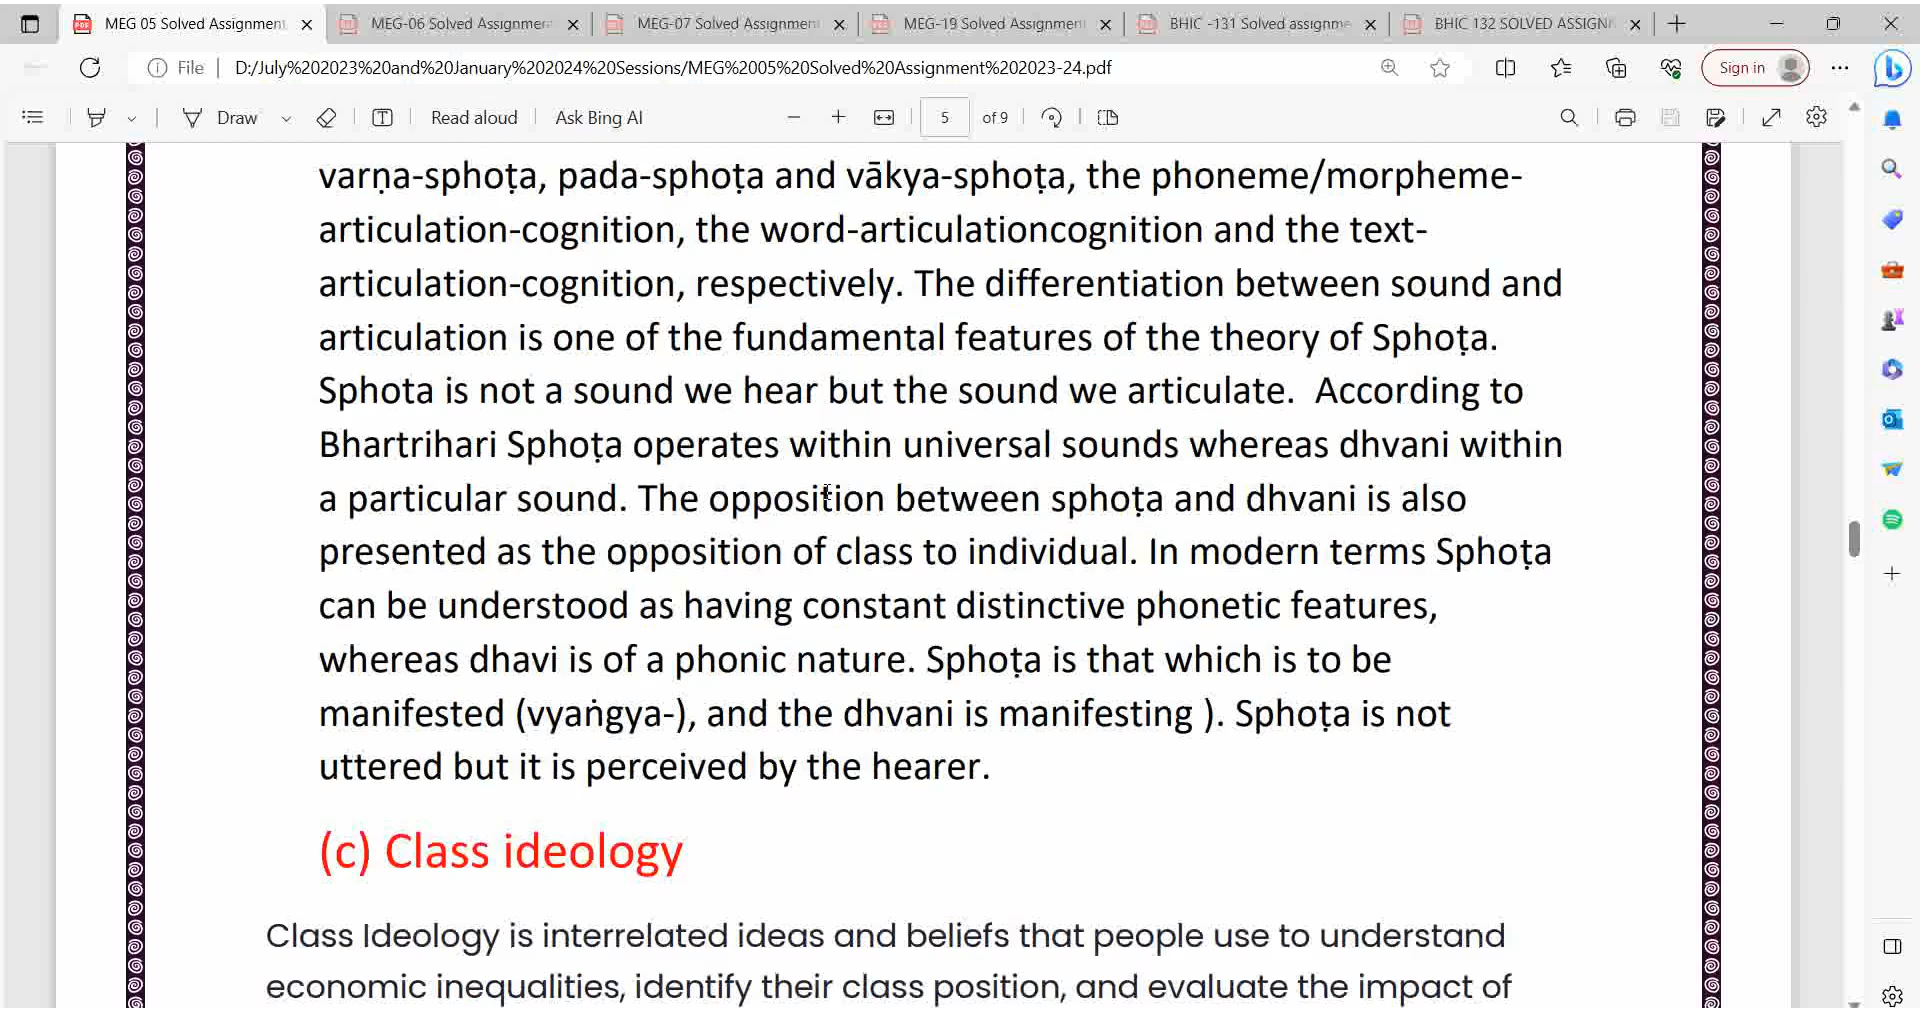 MEG 05 Solved Assignment
MEG-06 Solved Assignmen
MEG-07 Solved Assignment
MEG-19 Solved Assignment
BHIC -131 Solved assignme
BHIC 132 SOLVED ASSIGN
File
D:/July%202023%20and%20January%202024%20Sessions/MEG%2005%20Solved%20Assignment%202023-24.pdf
Sign in
Draw
Read aloud
Ask Bing AI
5
of 9
varṇa-sphoṭa, pada-sphoṭa and vākya-sphoṭa, the phoneme/morpheme-
articulation-cognition, the word-articulationcognition and the text-
articulation-cognition, respectively. The differentiation between sound and
articulation is one of the fundamental features of the theory of Sphoṭa.
Sphota is not a sound we hear but the sound we articulate.  According to
Bhartrihari Sphoṭa operates within universal sounds whereas dhvani within
a particular sound. The opposition between sphoṭa and dhvani is also
presented as the opposition of class to individual. In modern terms Sphoṭa
can be understood as having constant distinctive phonetic features,
whereas dhavi is of a phonic nature. Sphoṭa is that which is to be
manifested (vyaṅgya-), and the dhvani is manifesting ). Sphoṭa is not
uttered but it is perceived by the hearer.
(c) Class ideology
Class Ideology is interrelated ideas and beliefs that people use to understand
economic inequalities, identify their class position, and evaluate the impact of